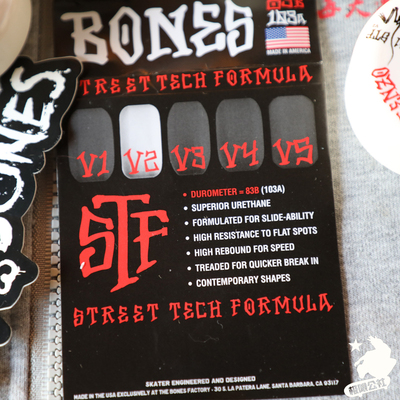 BONES
MADE IN AMERICA
STREET TECH FORMULA
V1 V2 V3 V4 V5
STF
• DUROMETER = 83B (103A)
• SUPERIOR URETHANE
• FORMULATED FOR SLIDE-ABILITY
• HIGH RESISTANCE TO FLAT SPOTS
• HIGH REBOUND FOR SPEED
• TREADED FOR QUICKER BREAK IN
• CONTEMPORARY SHAPES
STREET TECH FORMULA
SKATER ENGINEERED AND DESIGNED
MADE IN THE USA EXCLUSIVELY AT THE BONES FACTORY - 30 S. LA PATERA LANE, SANTA BARBARA, CA 93117
BONES